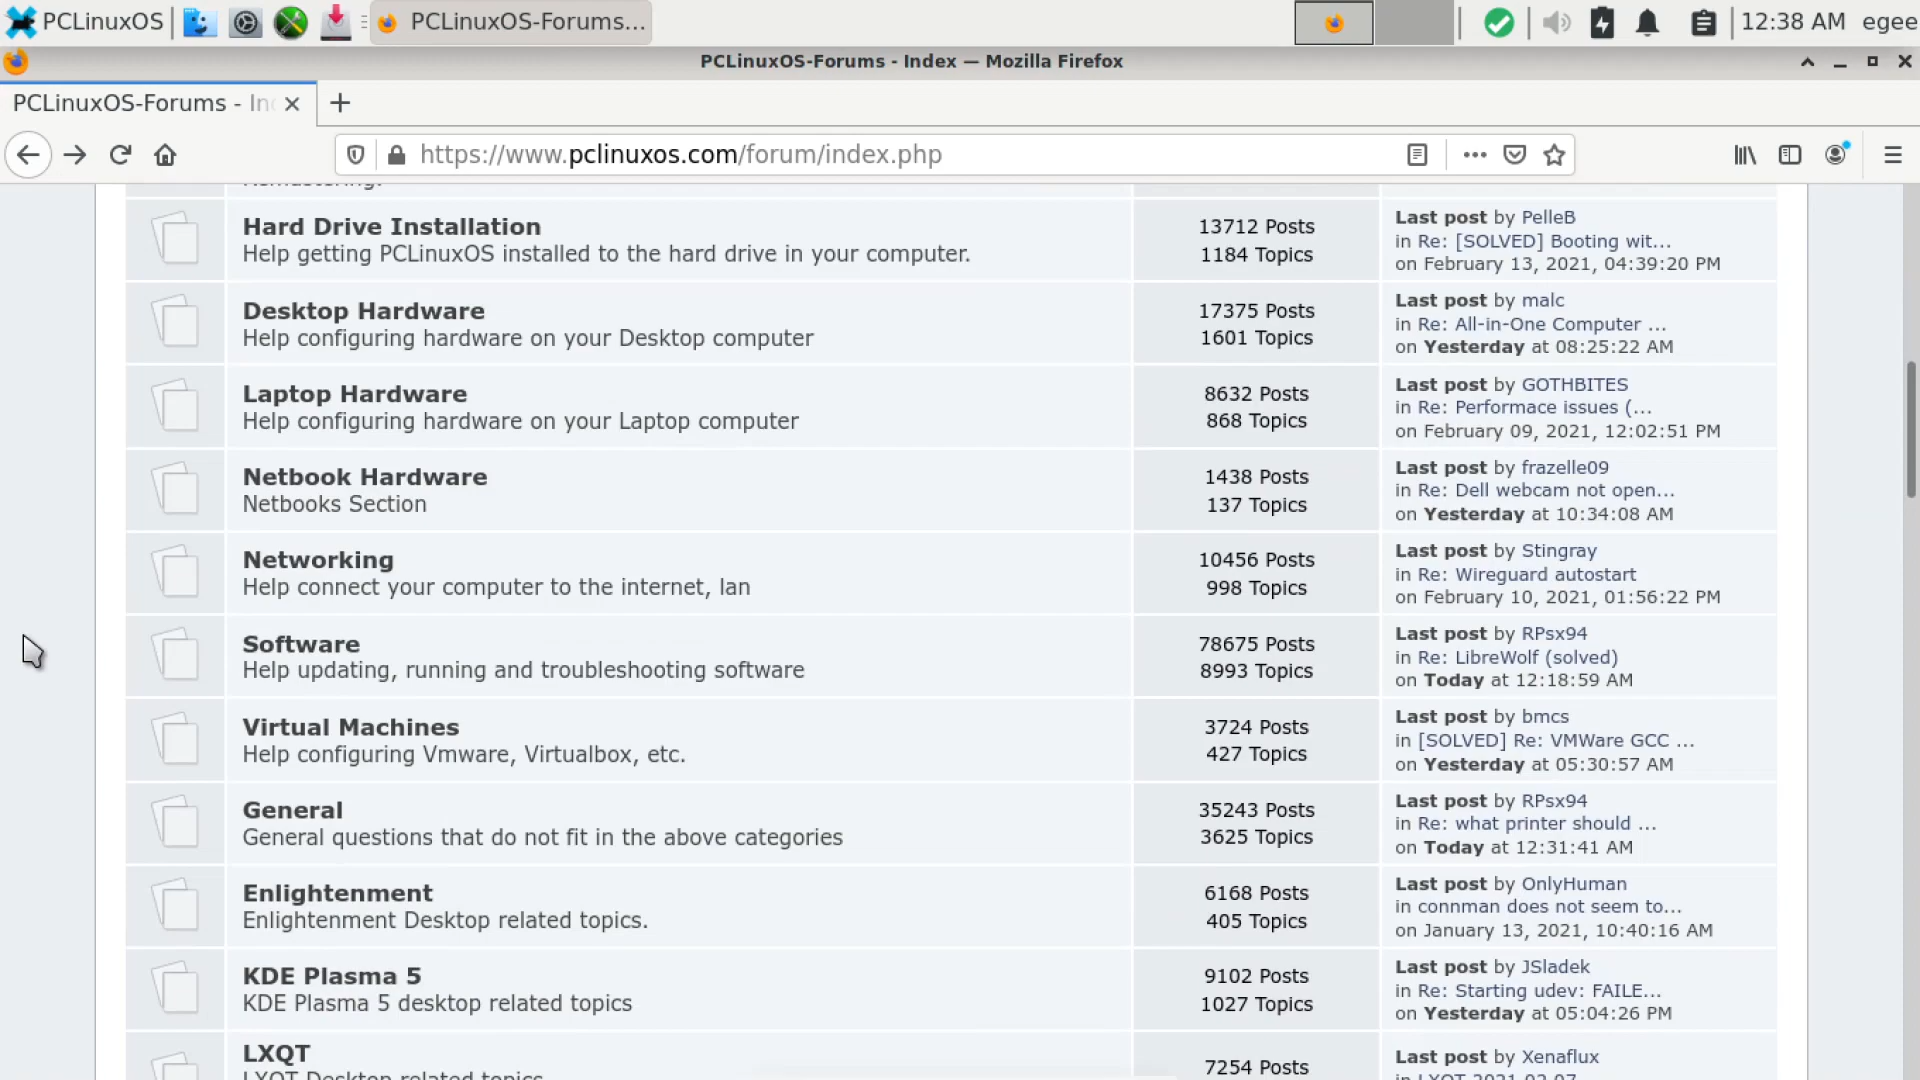 PCLinuxOS
PCLinuxOS-Forums...
12:38 AM
egee
PCLinuxOS-Forums - Index — Mozilla Firefox
PCLinuxOS-Forums - Ind
https://www.pclinuxos.com/forum/index.php
Hard Drive Installation
Help getting PCLinuxOS installed to the hard drive in your computer.
13712 Posts
1184 Topics
Last post by PelleB
in Re: [SOLVED] Booting wit...
on February 13, 2021, 04:39:20 PM
Desktop Hardware
Help configuring hardware on your Desktop computer
17375 Posts
1601 Topics
Last post by malc
in Re: All-in-One Computer ...
on Yesterday at 08:25:22 AM
Laptop Hardware
Help configuring hardware on your Laptop computer
8632 Posts
868 Topics
Last post by GOTHBITES
in Re: Performace issues (...
on February 09, 2021, 12:02:51 PM
Netbook Hardware
Netbooks Section
1438 Posts
137 Topics
Last post by frazelle09
in Re: Dell webcam not open...
on Yesterday at 10:34:08 AM
Networking
Help connect your computer to the internet, lan
10456 Posts
998 Topics
Last post by Stingray
in Re: Wireguard autostart
on February 10, 2021, 01:56:22 PM
Software
Help updating, running and troubleshooting software
78675 Posts
8993 Topics
Last post by RPsx94
in Re: LibreWolf (solved)
on Today at 12:18:59 AM
Virtual Machines
Help configuring Vmware, Virtualbox, etc.
3724 Posts
427 Topics
Last post by bmcs
in [SOLVED] Re: VMWare GCC ...
on Yesterday at 05:30:57 AM
General
General questions that do not fit in the above categories
35243 Posts
3625 Topics
Last post by RPsx94
in Re: what printer should ...
on Today at 12:31:41 AM
Enlightenment
Enlightenment Desktop related topics.
6168 Posts
405 Topics
Last post by OnlyHuman
in connman does not seem to...
on January 13, 2021, 10:40:16 AM
KDE Plasma 5
KDE Plasma 5 desktop related topics
9102 Posts
1027 Topics
Last post by JSladek
in Re: Starting udev: FAILE...
on Yesterday at 05:04:26 PM
LXQT
LXQT Desktop related topics
7254 Posts
Last post by Xenaflux
in LXQT 2021.02.07